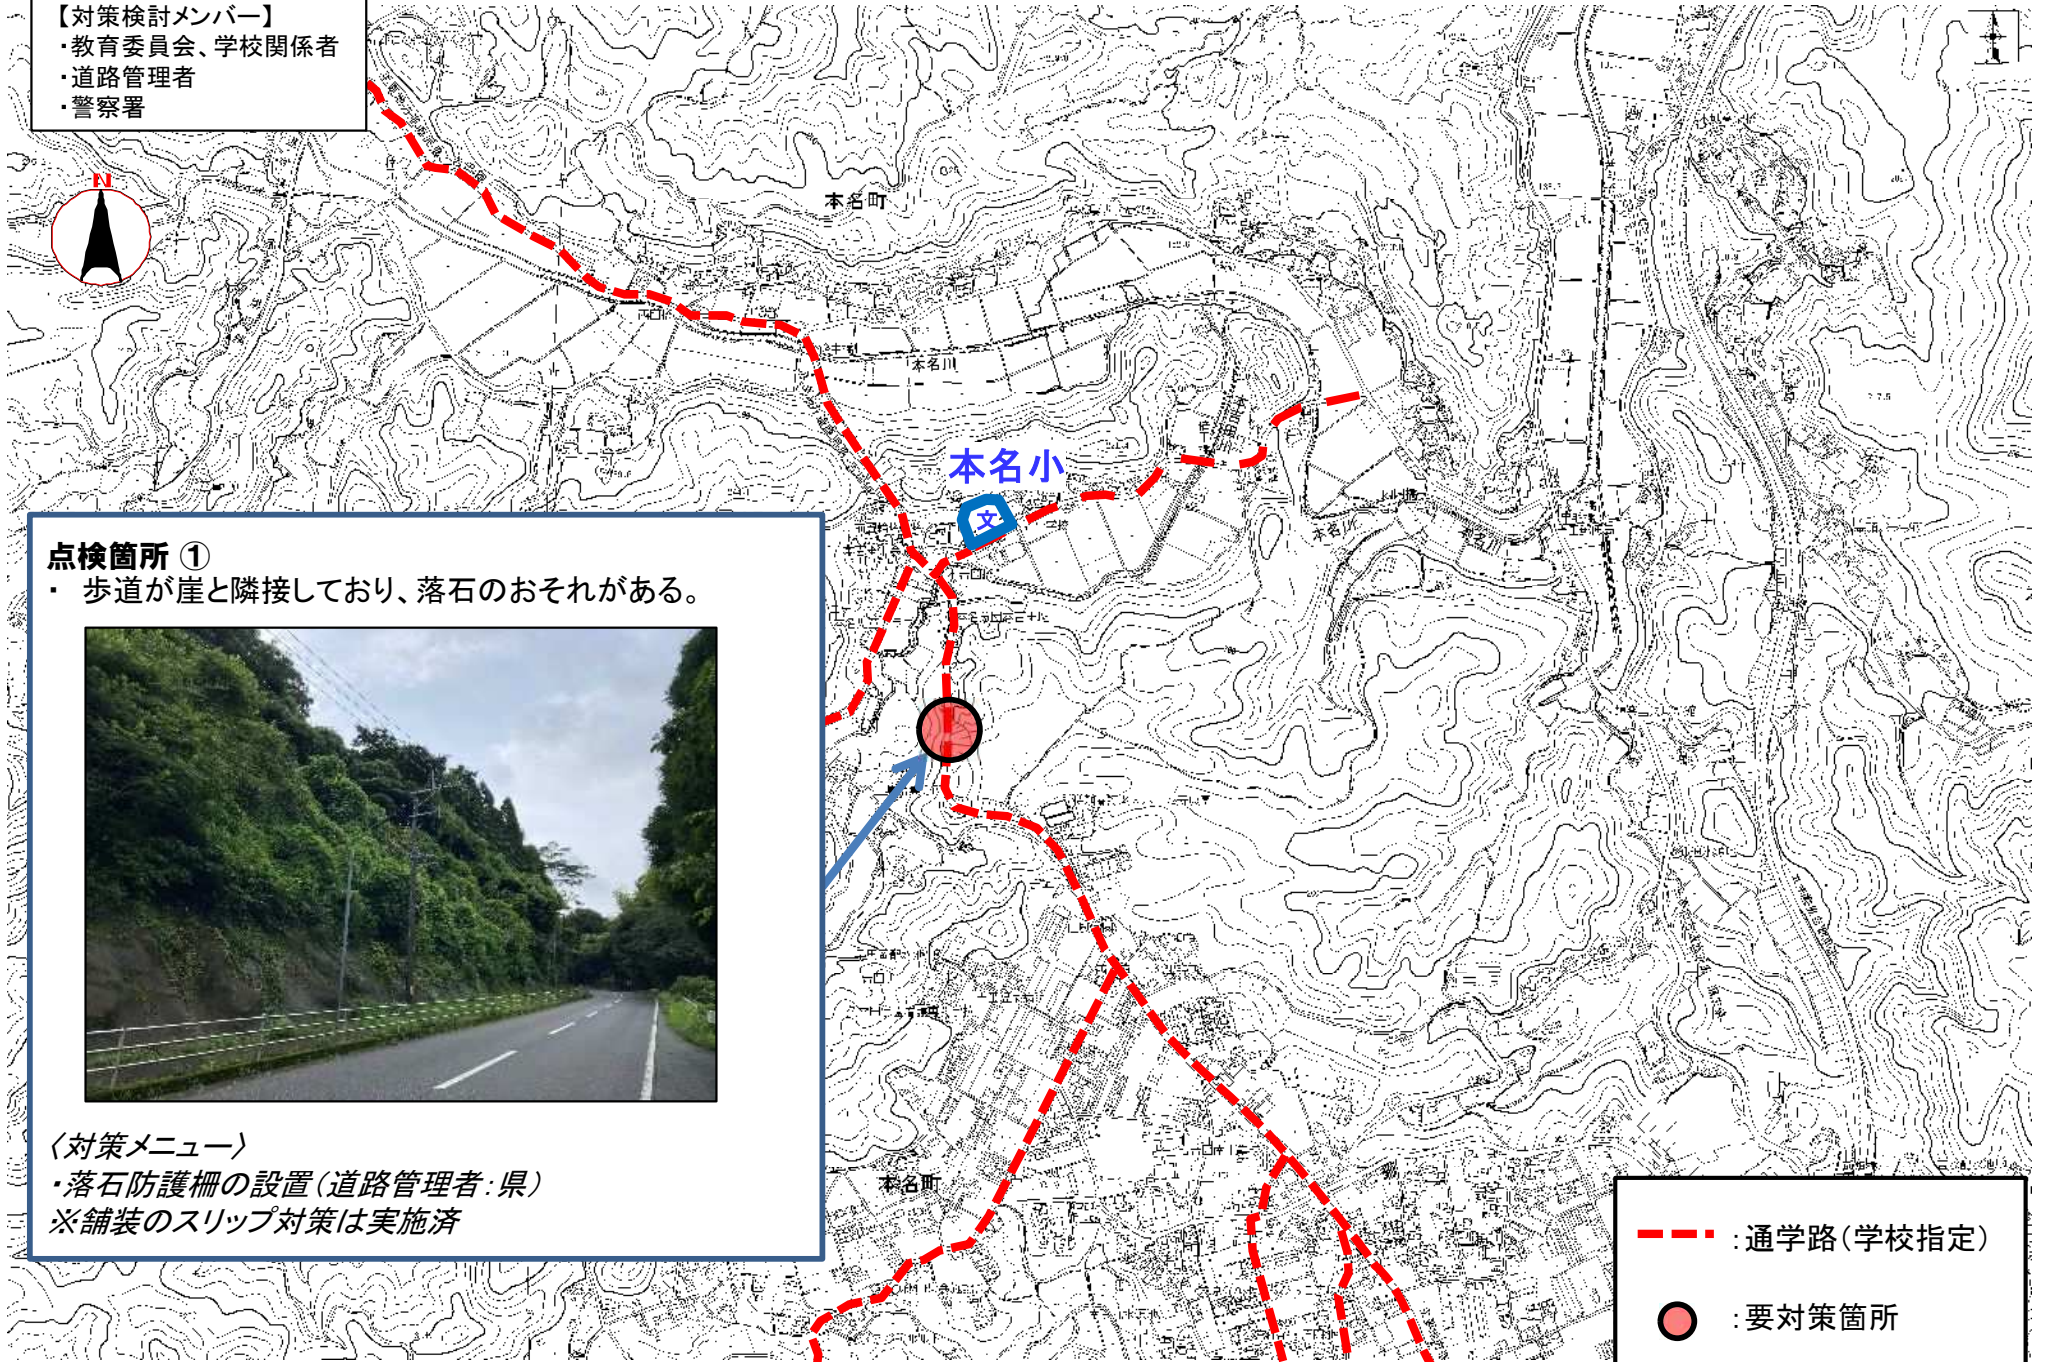 【対策検討メンバー】
・教育委員会、学校関係者
・道路管理者
・警察署
N
本名町
本名川
本名小
文
本名川
点検箇所 ①
・ 歩道が崖と隣接しており、落石のおそれがある。
〈対策メニュー〉
・落石防護柵の設置(道路管理者:県)
※舗装のスリップ対策は実施済
本名町
:通学路(学校指定)
:要対策箇所